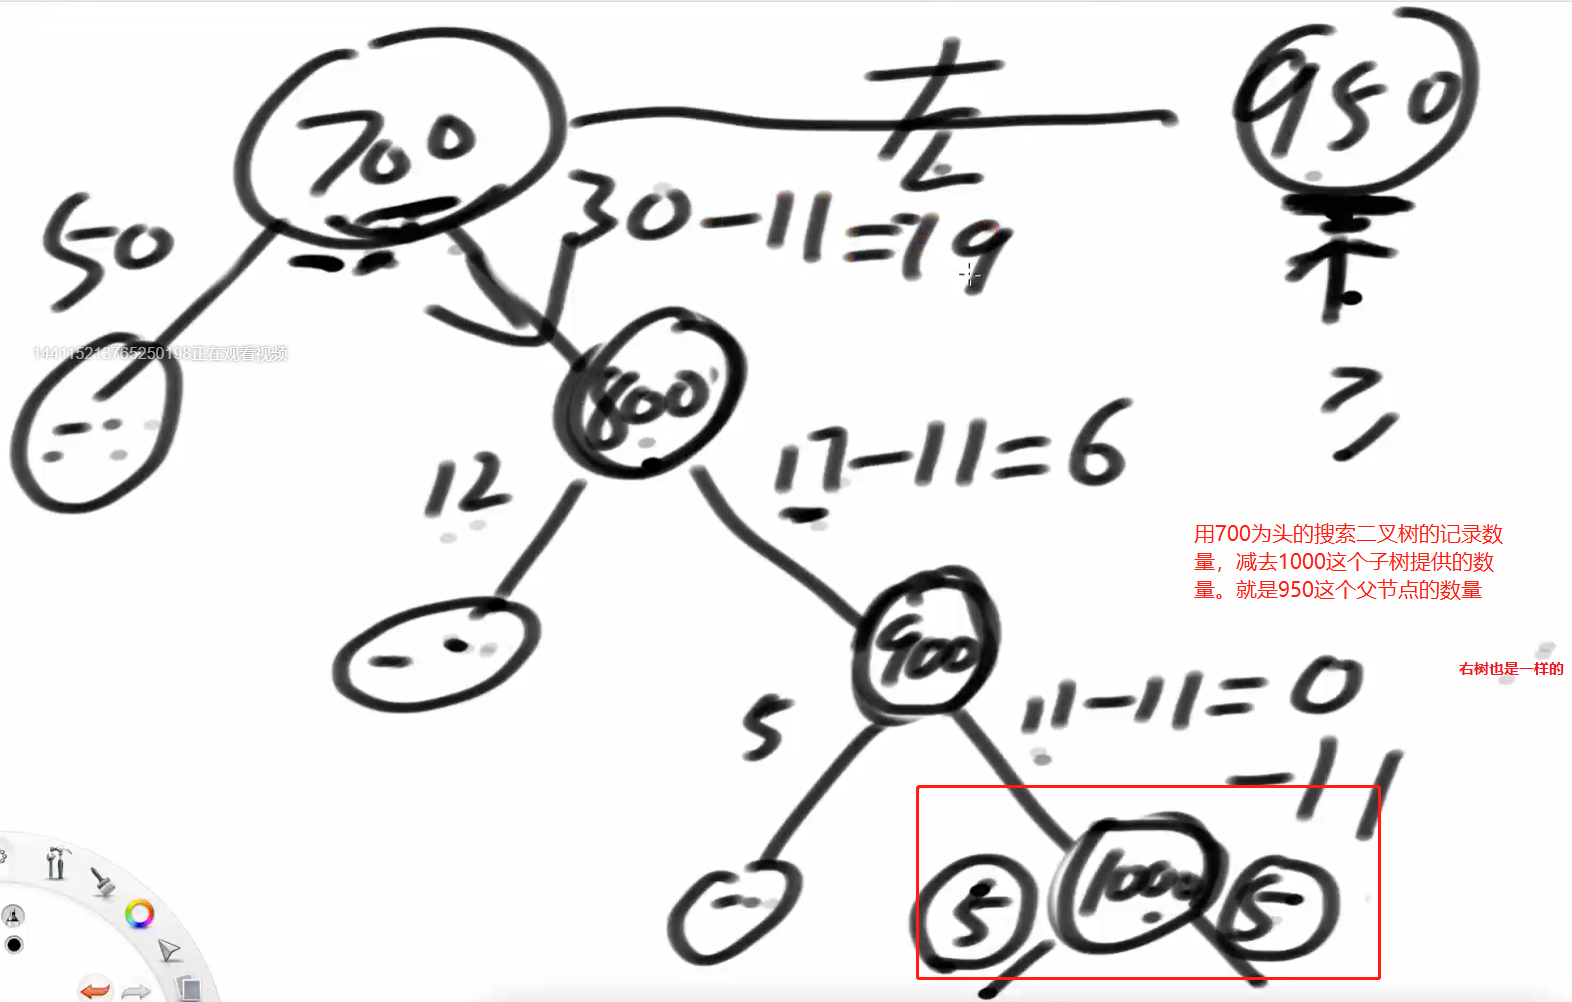 700
左
950
50
30-11=19
不
800
≥
17-11=6
12
用700为头的搜索二叉树的记录数
量，减去1000这个子树提供的数
量。就是950这个父节点的数量
900
右树也是一样的
11-11=0
5
-11
5
1000
5
144115213765250198正在观看视频